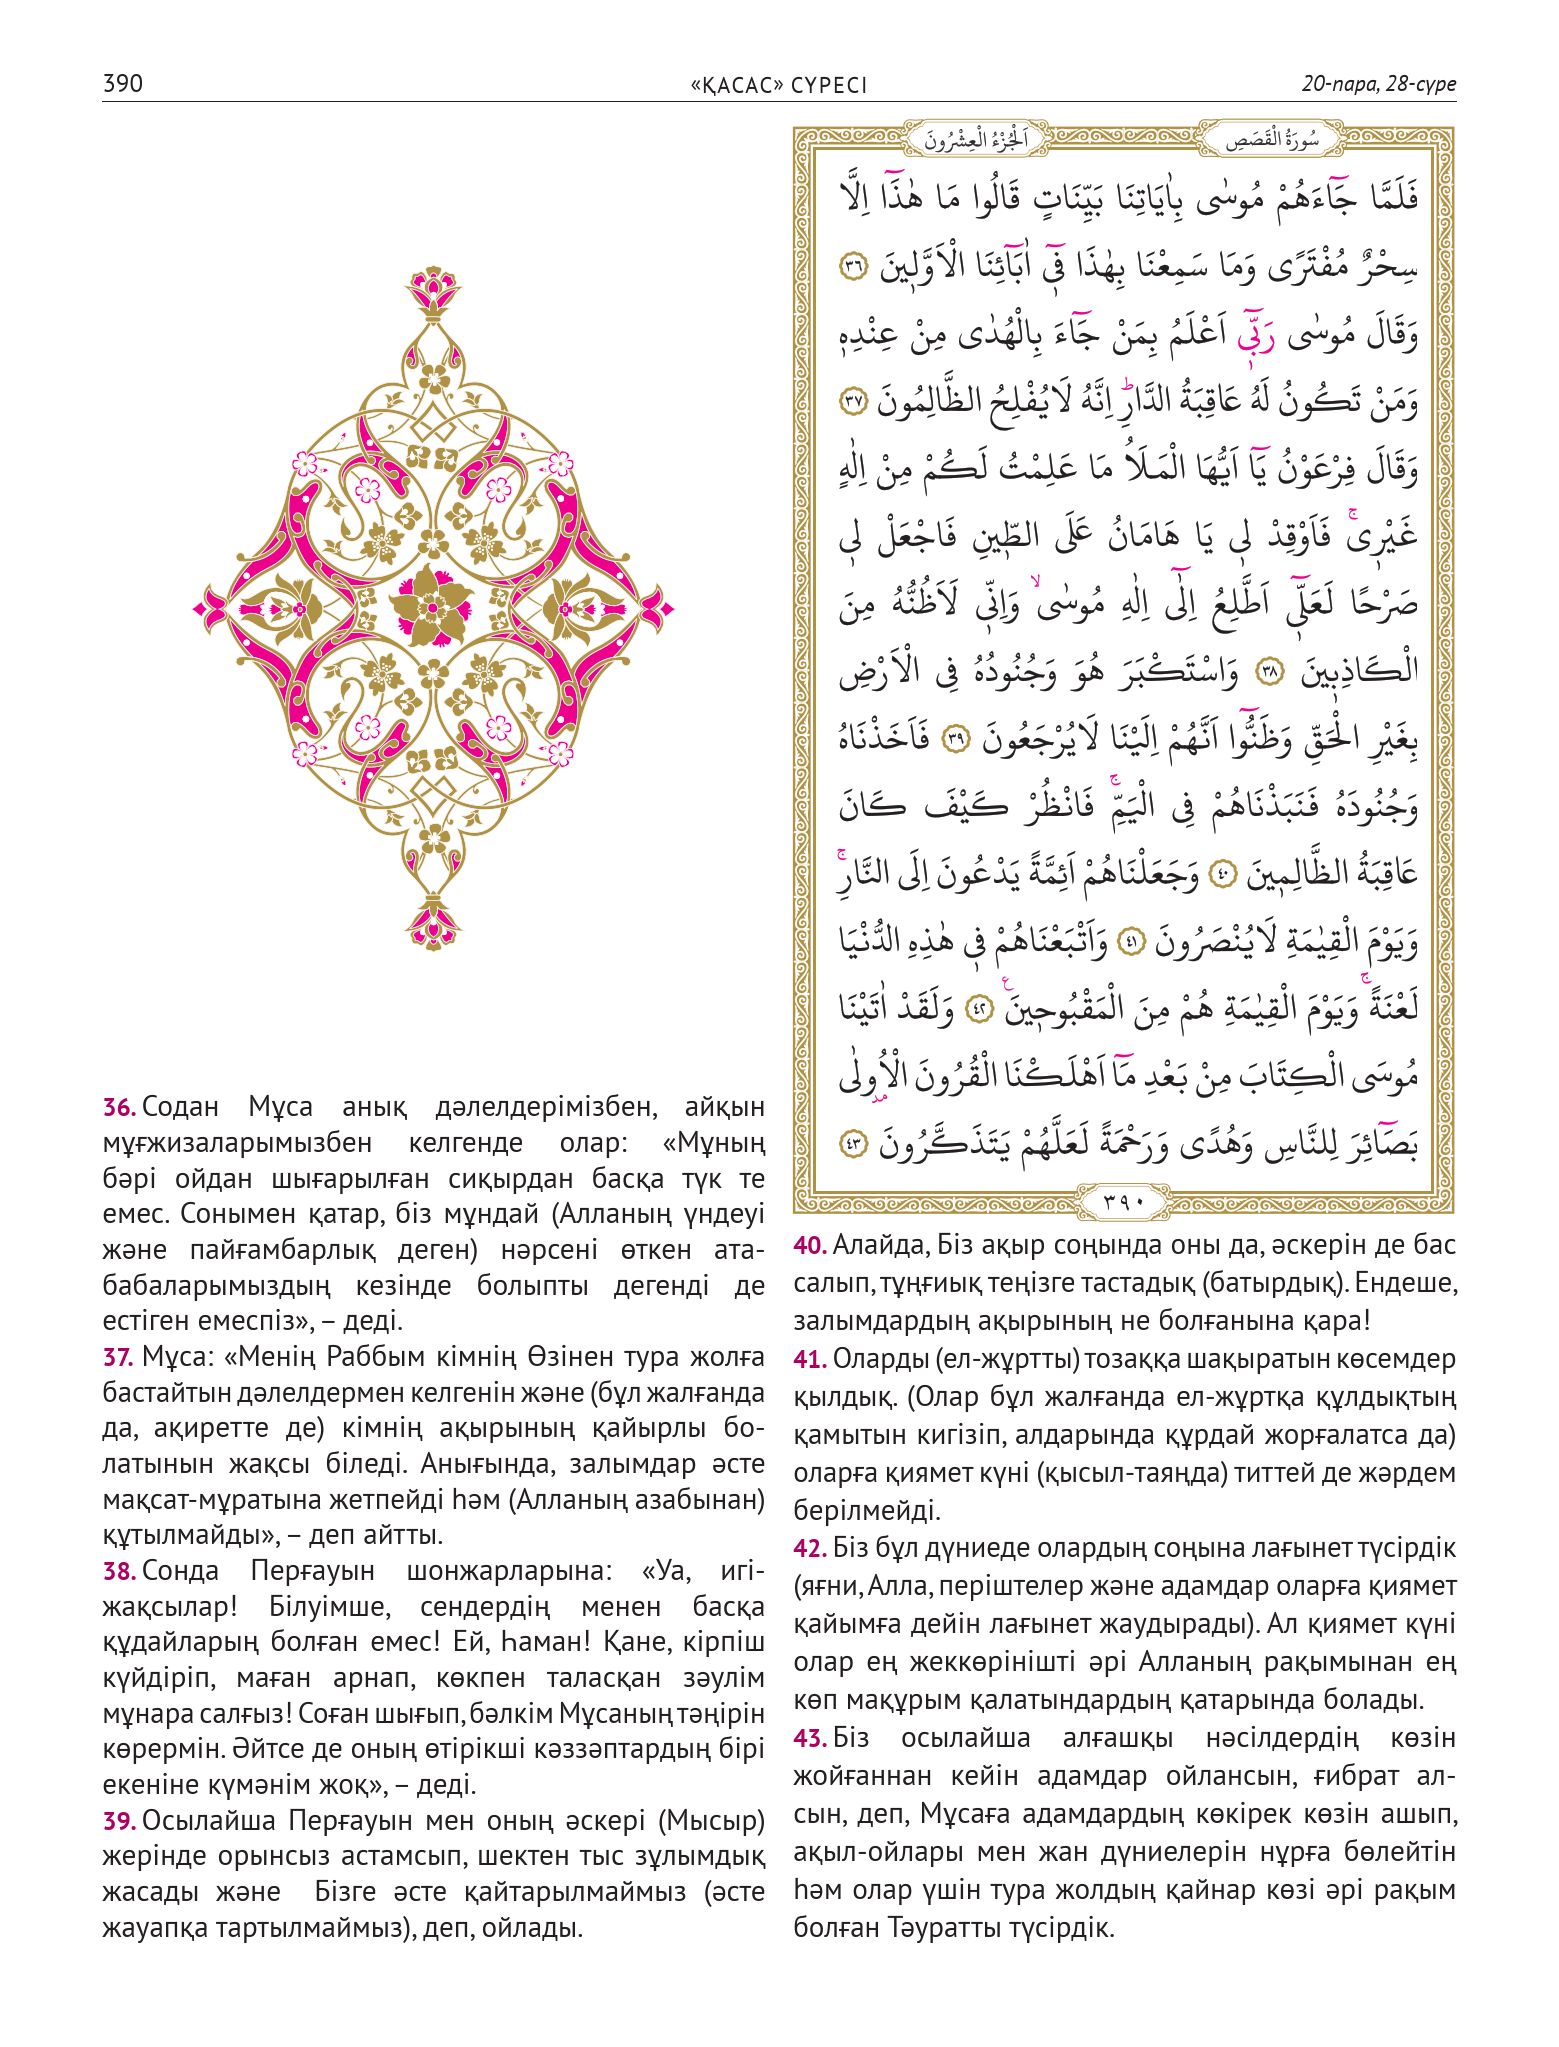 390
«ҚАСАС» СҮРЕСІ
20-пара, 28-сүре
سُورَةُ الْقَصَصِ
اَلْجُزْءُ الْعِشْرُونَ
فَلَمَّا جَٓاءَهُمْ مُوسٰى بِاٰيَاتِنَا بَيِّنَاتٍ قَالُوا مَا هٰذَٓا اِلَّا
سِحْرٌ مُفْتَرًى وَمَا سَمِعْنَا بِهٰذَا ف۪ٓي اٰبَٓائِنَا الْاَوَّل۪ينَ ٣٦
وَقَالَ مُوسٰى رَبّ۪ٓي اَعْلَمُ بِمَنْ جَٓاءَ بِالْهُدٰى مِنْ عِنْدِه۪
وَمَنْ تَكُونُ لَهُ عَاقِبَةُ الدَّارِۜ اِنَّهُ لَا يُفْلِحُ الظَّالِمُونَ ٣٧
وَقَالَ فِرْعَوْنُ يَٓا اَيُّهَا الْمَلَاُ مَا عَلِمْتُ لَكُمْ مِنْ اِلٰهٍ
غَيْر۪يۚ فَاَوْقِدْ ل۪ي يَا هَامَانُ عَلَى الطّ۪ينِ فَاجْعَلْ ل۪ي
صَرْحًا لَعَلّ۪ٓي اَطَّلِعُ اِلٰٓى اِلٰهِ مُوسٰىۙ وَاِنّ۪ي لَاَظُنُّهُ مِنَ
الْكَاذِب۪ينَ ٣٨ وَاسْتَكْبَرَ هُوَ وَجُنُودُهُ فِي الْاَرْضِ
بِغَيْرِ الْحَقِّ وَظَنُّٓوا اَنَّهُمْ اِلَيْنَا لَا يُرْجَعُونَ ٣٩ فَاَخَذْنَاهُ
وَجُنُودَهُ فَنَبَذْنَاهُمْ فِي الْيَمِّۚ فَانْظُرْ كَيْفَ كَانَ
عَاقِبَةُ الظَّالِم۪ينَ ٤٠ وَجَعَلْنَاهُمْ اَئِمَّةً يَدْعُونَ اِلَى النَّارِۚ
وَيَوْمَ الْقِيٰمَةِ لَا يُنْصَرُونَ ٤١ وَاَتْبَعْنَاهُمْ ف۪ي هٰذِهِ الدُّنْيَا
لَعْنَةًۚ وَيَوْمَ الْقِيٰمَةِ هُمْ مِنَ الْمَقْبُوح۪ينَ۟ ٤٢ وَلَقَدْ اٰتَيْنَا
مُوسَى الْكِتَابَ مِنْ بَعْدِ مَٓا اَهْلَكْنَا الْقُرُونَ الْاُو۫لٰى
بَصَٓائِرَ لِلنَّاسِ وَهُدًى وَرَحْمَةً لَعَلَّهُمْ يَتَذَكَّرُونَ ٤٣
٣٩٠
36. Содан Мұса анық дәлелдерімізбен, айқын
мұғжизаларымызбен келгенде олар: «Мұның
бәрі ойдан шығарылған сиқырдан басқа түк те
емес. Сонымен қатар, біз мұндай (Алланың үндеуі
және пайғамбарлық деген) нәрсені өткен ата-
бабаларымыздың кезінде болыпты дегенді де
естіген емеспіз», – деді.
37. Мұса: «Менің Раббым кімнің Өзінен тура жолға
бастайтын дәлелдермен келгенін және (бұл жалғанда
да, ақиретте де) кімнің ақырының қайырлы бо-
латынын жақсы біледі. Анығында, залымдар әсте
мақсат-мұратына жетпейді һәм (Алланың азабынан)
құтылмайды», – деп айтты.
38. Сонда Перғауын шонжарларына: «Уа, игі-
жақсылар! Білуімше, сендердің менен басқа
құдайларың болған емес! Ей, Һаман! Қане, кірпіш
күйдіріп, маған арнап, көкпен таласқан зәулім
мұнара салғыз! Соған шығып, бәлкім Мұсаның тәңірін
көрермін. Әйтсе де оның өтірікші кәззәптардың бірі
екеніне күмәнім жоқ», – деді.
39. Осылайша Перғауын мен оның әскері (Мысыр)
жерінде орынсыз астамсып, шектен тыс зұлымдық
жасады және Бізге әсте қайтарылмаймыз (әсте
жауапқа тартылмаймыз), деп, ойлады.
40. Алайда, Біз ақыр соңында оны да, әскерін де бас
салып, тұңғиық теңізге тастадық (батырдық). Ендеше,
залымдардың ақырының не болғанына қара!
41. Оларды (ел-жұртты) тозаққа шақыратын көсемдер
қылдық. (Олар бұл жалғанда ел-жұртқа құлдықтың
қамытын кигізіп, алдарында құрдай жорғалатса да)
оларға қиямет күні (қысыл-таяңда) титтей де жәрдем
берілмейді.
42. Біз бұл дүниеде олардың соңына лағынет түсірдік
(яғни, Алла, періштелер және адамдар оларға қиямет
қайымға дейін лағынет жаудырады). Ал қиямет күні
олар ең жеккөрінішті әрі Алланың рақымынан ең
көп мақұрым қалатындардың қатарында болады.
43. Біз осылайша алғашқы нәсілдердің көзін
жойғаннан кейін адамдар ойлансын, ғибрат ал-
сын, деп, Мұсаға адамдардың көкірек көзін ашып,
ақыл-ойлары мен жан дүниелерін нұрға бөлейтін
һәм олар үшін тура жолдың қайнар көзі әрі рақым
болған Тәуратты түсірдік.